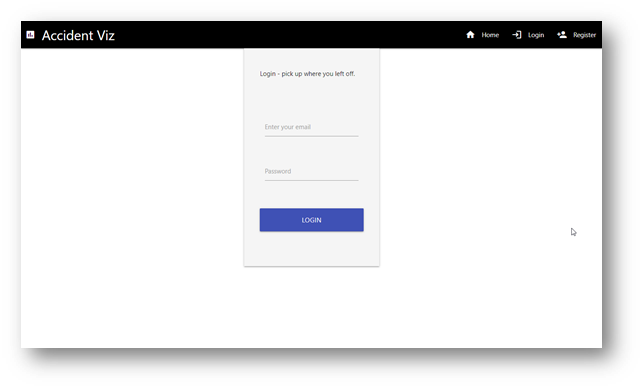 Accident Viz
Home
Login
Register
Login - pick up where you left off.
Enter your email
Password
LOGIN